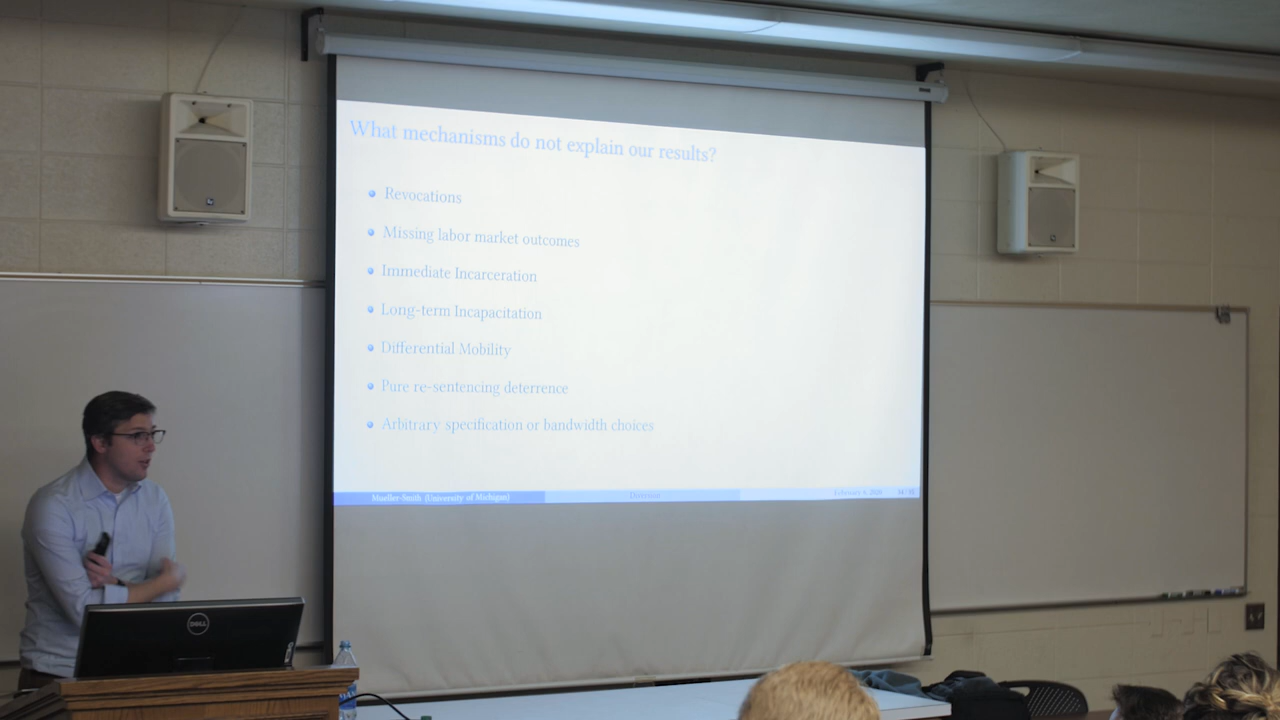 What mechanisms do not explain our results?
Revocations
Missing labor market outcomes
Immediate Incarceration
Long-term Incapacitation
Differential Mobility
Pure re-sentencing deterrence
Arbitrary specification or bandwidth choices
Mueller-Smith (University of Michigan)
Diversion
DELL